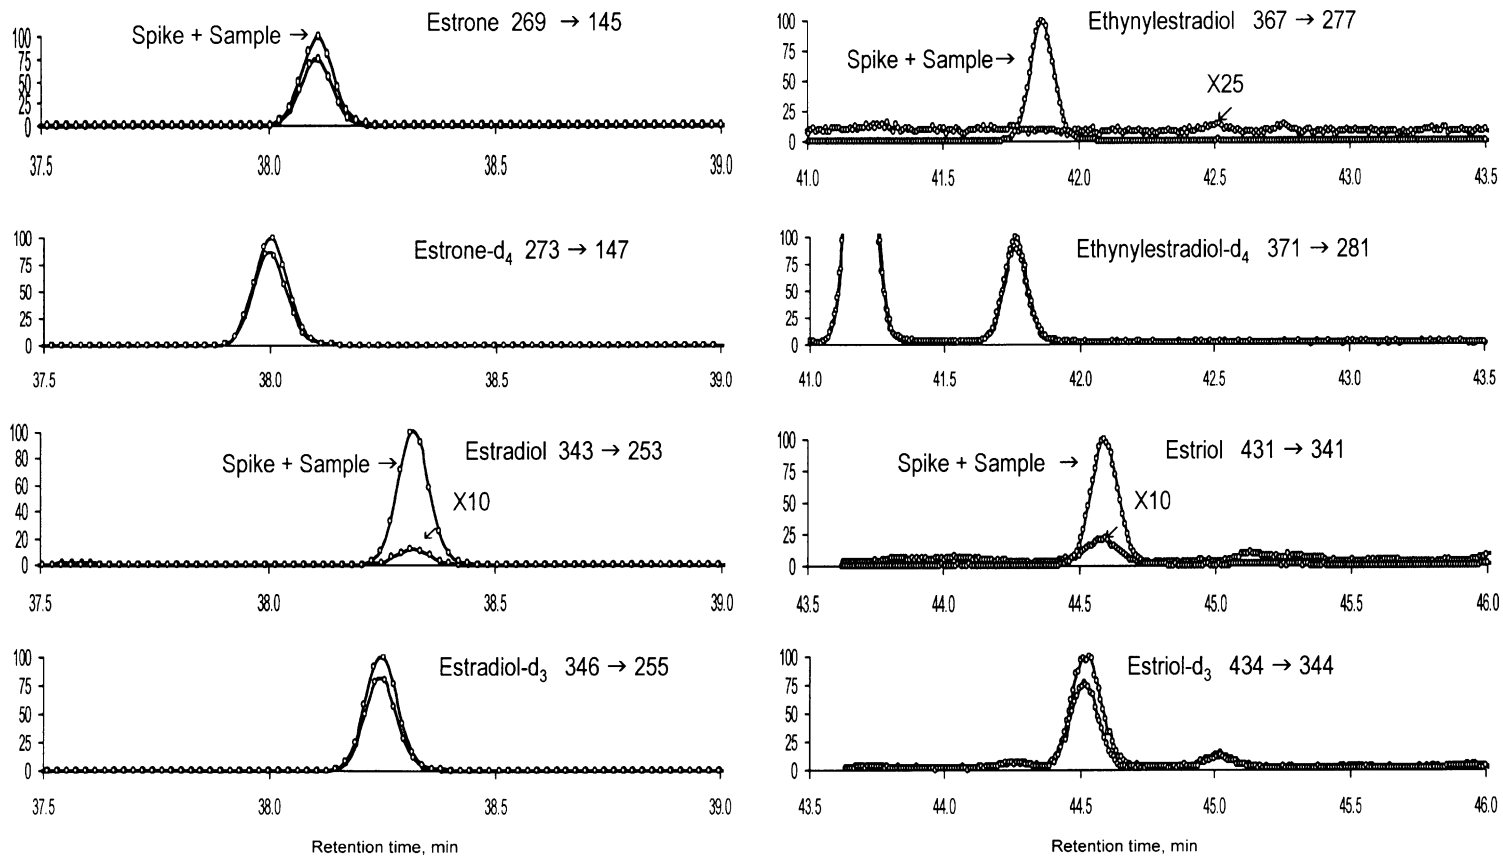 Estrone 269 → 145
Spike + Sample →
100
75
50
25
0
37.5 38.0 38.5 39.0
Estrone-d4 273 → 147
100
75
50
25
0
37.5 38.0 38.5 39.0
Estradiol 343 → 253
Spike + Sample →
X10
100
80
60
40
20
0
37.5 38.0 38.5 39.0
Estradiol-d3 346 → 255
100
75
50
25
0
37.5 38.0 38.5 39.0
Retention time, min
Ethynylestradiol 367 → 277
Spike + Sample →
X25
100
75
50
25
0
41.0 41.5 42.0 42.5 43.0 43.5
Ethynylestradiol-d4 371 → 281
100
75
50
25
0
41.0 41.5 42.0 42.5 43.0 43.5
Estriol 431 → 341
Spike + Sample →
X10
100
75
50
25
0
43.5 44.0 44.5 45.0 45.5 46.0
Estriol-d3 434 → 344
100
75
50
25
0
43.5 44.0 44.5 45.0 45.5 46.0
Retention time, min